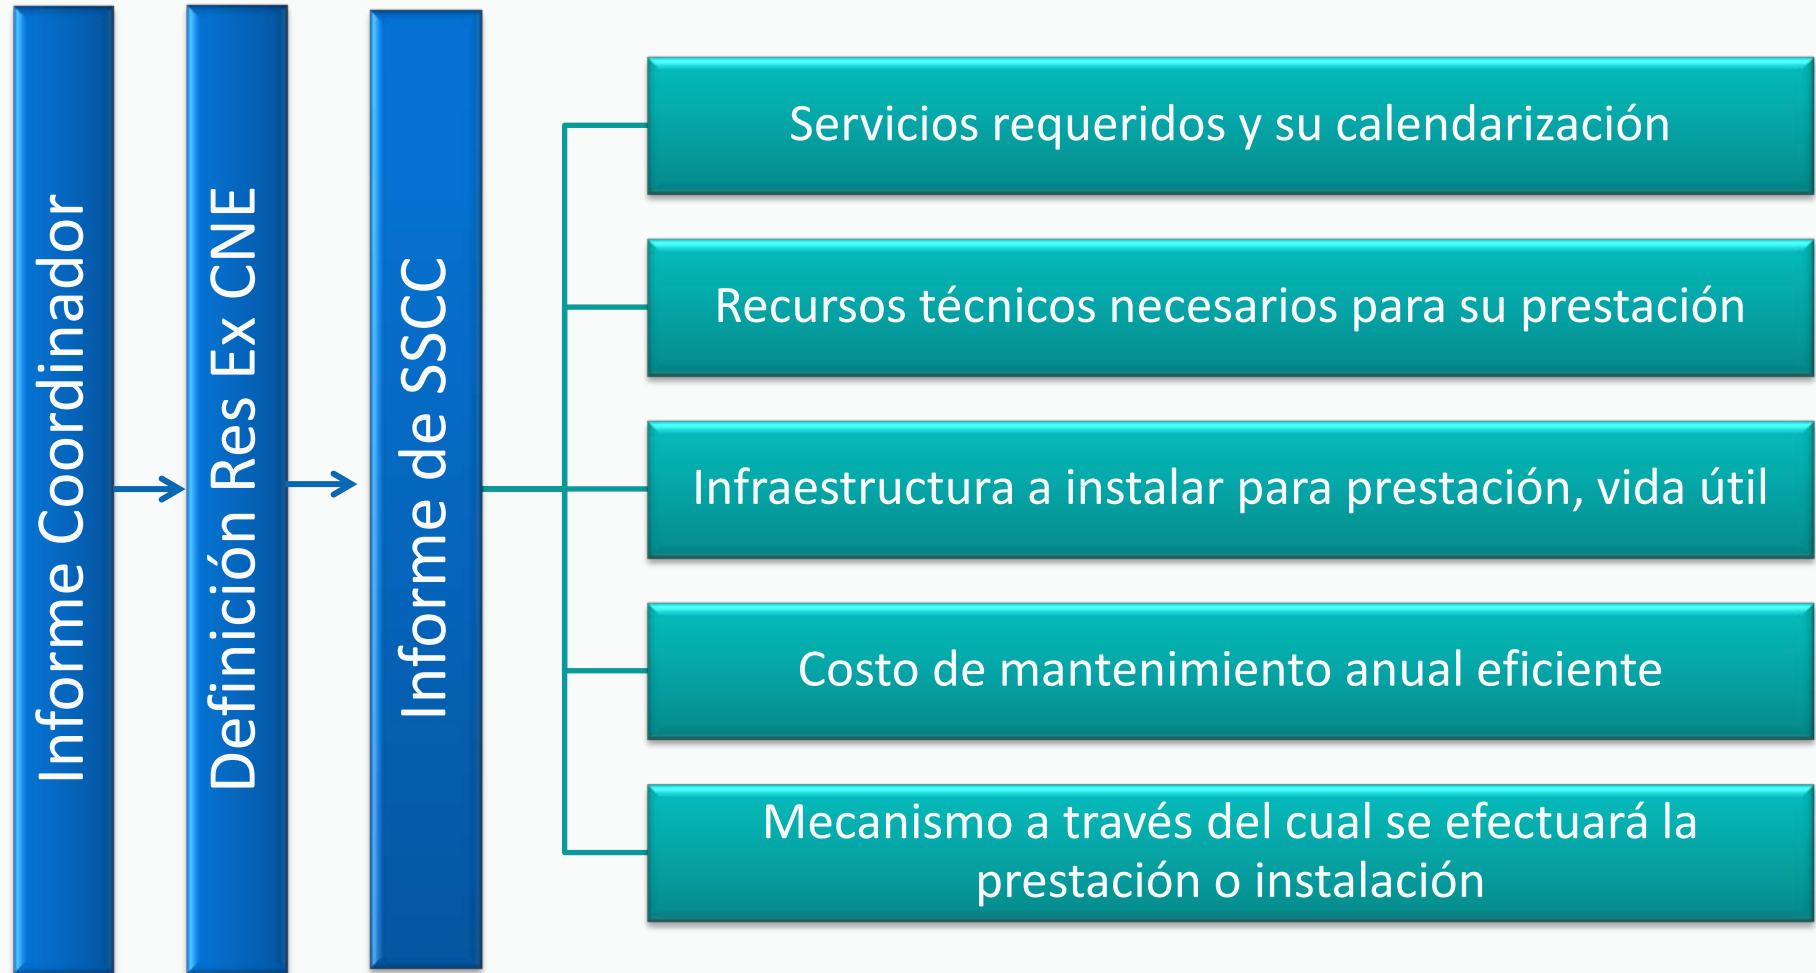 Informe Coordinador
Definición Res Ex CNE
Informe de SSCC
Servicios requeridos y su calendarización
Recursos técnicos necesarios para su prestación
Infraestructura a instalar para prestación, vida útil
Costo de mantenimiento anual eficiente
Mecanismo a través del cual se efectuará la
prestación o instalación